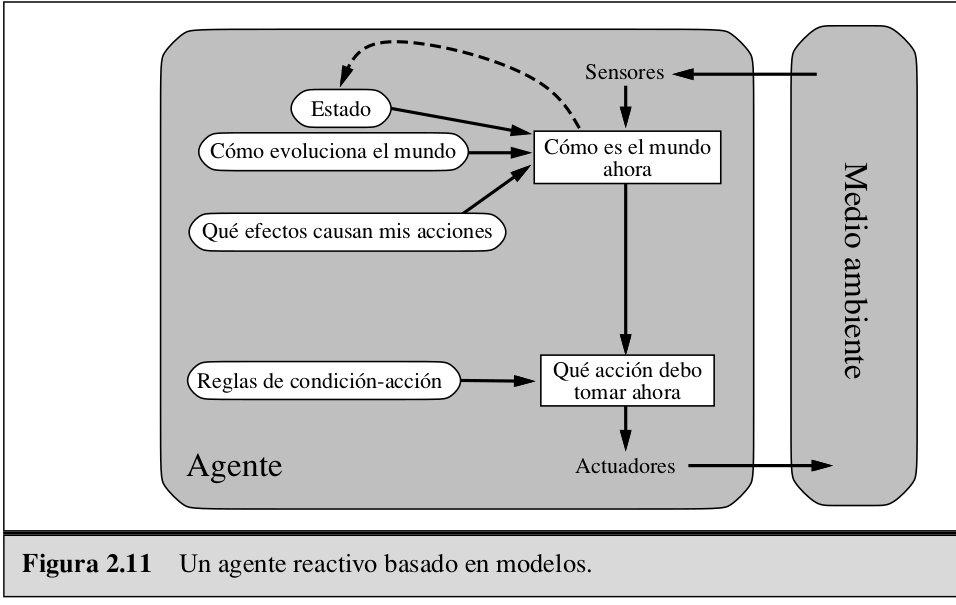 Sensores
Estado
Cómo evoluciona el mundo
Cómo es el mundo
ahora
Qué efectos causan mis acciones
Medio ambiente
Reglas de condición-acción
Qué acción debo
tomar ahora
Agente
Actuadores
Figura 2.11 Un agente reactivo basado en modelos.